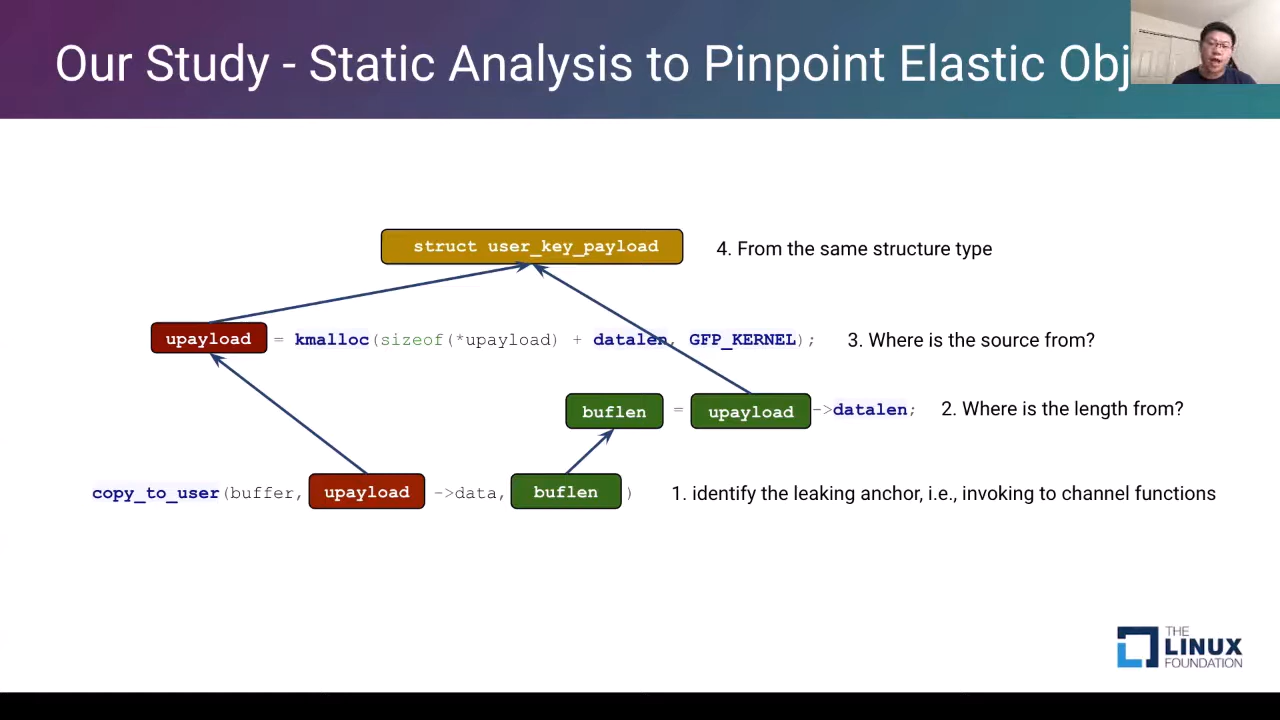 Our Study - Static Analysis to Pinpoint Elastic Obj
struct user_key_payload
4. From the same structure type
upayload = kmalloc(sizeof(*upayload) + datalen, GFP_KERNEL);
3. Where is the source from?
buflen = upayload ->datalen;
2. Where is the length from?
copy_to_user(buffer, upayload ->data, buflen )
1. identify the leaking anchor, i.e., invoking to channel functions
THE
LINUX
FOUNDATION